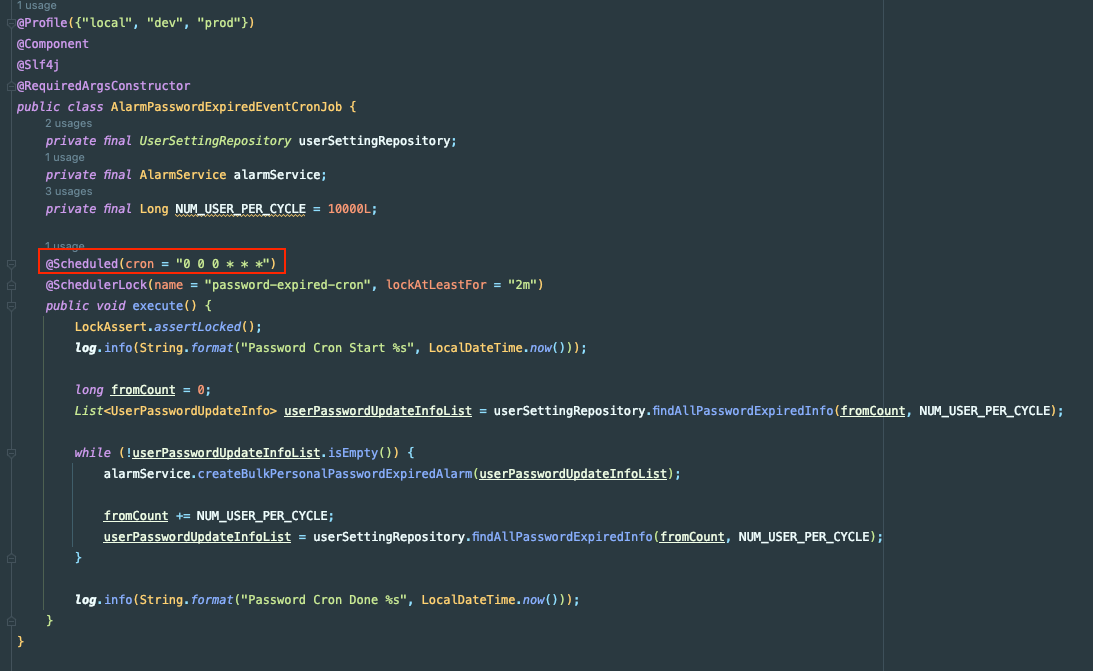 1 usage
@Profile({"local", "dev", "prod"})
@Component
@Slf4j
@RequiredArgsConstructor
public class AlarmPasswordExpiredEventCronJob {
2 usages
private final UserSettingRepository userSettingRepository;
1 usage
private final AlarmService alarmService;
3 usages
private final Long NUM_USER_PER_CYCLE = 10000L;
1 usage
@Scheduled(cron = "0 0 0 * * *")
@SchedulerLock(name = "password-expired-cron", lockAtLeastFor = "2m")
public void execute() {
LockAssert.assertLocked();
log.info(String.format("Password Cron Start %s", LocalDateTime.now()));
long fromCount = 0;
List<UserPasswordUpdateInfo> userPasswordUpdateInfoList = userSettingRepository.findAllPasswordExpiredInfo(fromCount, NUM_USER_PER_CYCLE);
while (!userPasswordUpdateInfoList.isEmpty()) {
alarmService.createBulkPersonalPasswordExpiredAlarm(userPasswordUpdateInfoList);
fromCount += NUM_USER_PER_CYCLE;
userPasswordUpdateInfoList = userSettingRepository.findAllPasswordExpiredInfo(fromCount, NUM_USER_PER_CYCLE);
}
log.info(String.format("Password Cron Done %s", LocalDateTime.now()));
}
}